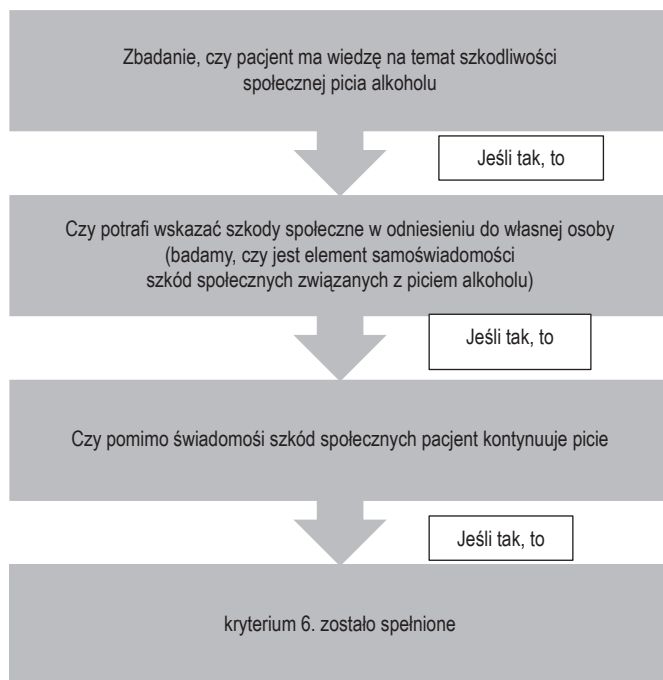 Zbadanie, czy pacjent ma wiedzę na temat szkodliwości
społecznej picia alkoholu
Jeśli tak, to
Czy potrafi wskazać szkody społeczne w odniesieniu do własnej osoby
(badamy, czy jest element samoświadomości
szkód społecznych związanych z piciem alkoholu)
Jeśli tak, to
Czy pomimo świadomośi szkód społecznych pacjent kontynuuje picie
Jeśli tak, to
kryterium 6. zostało spełnione